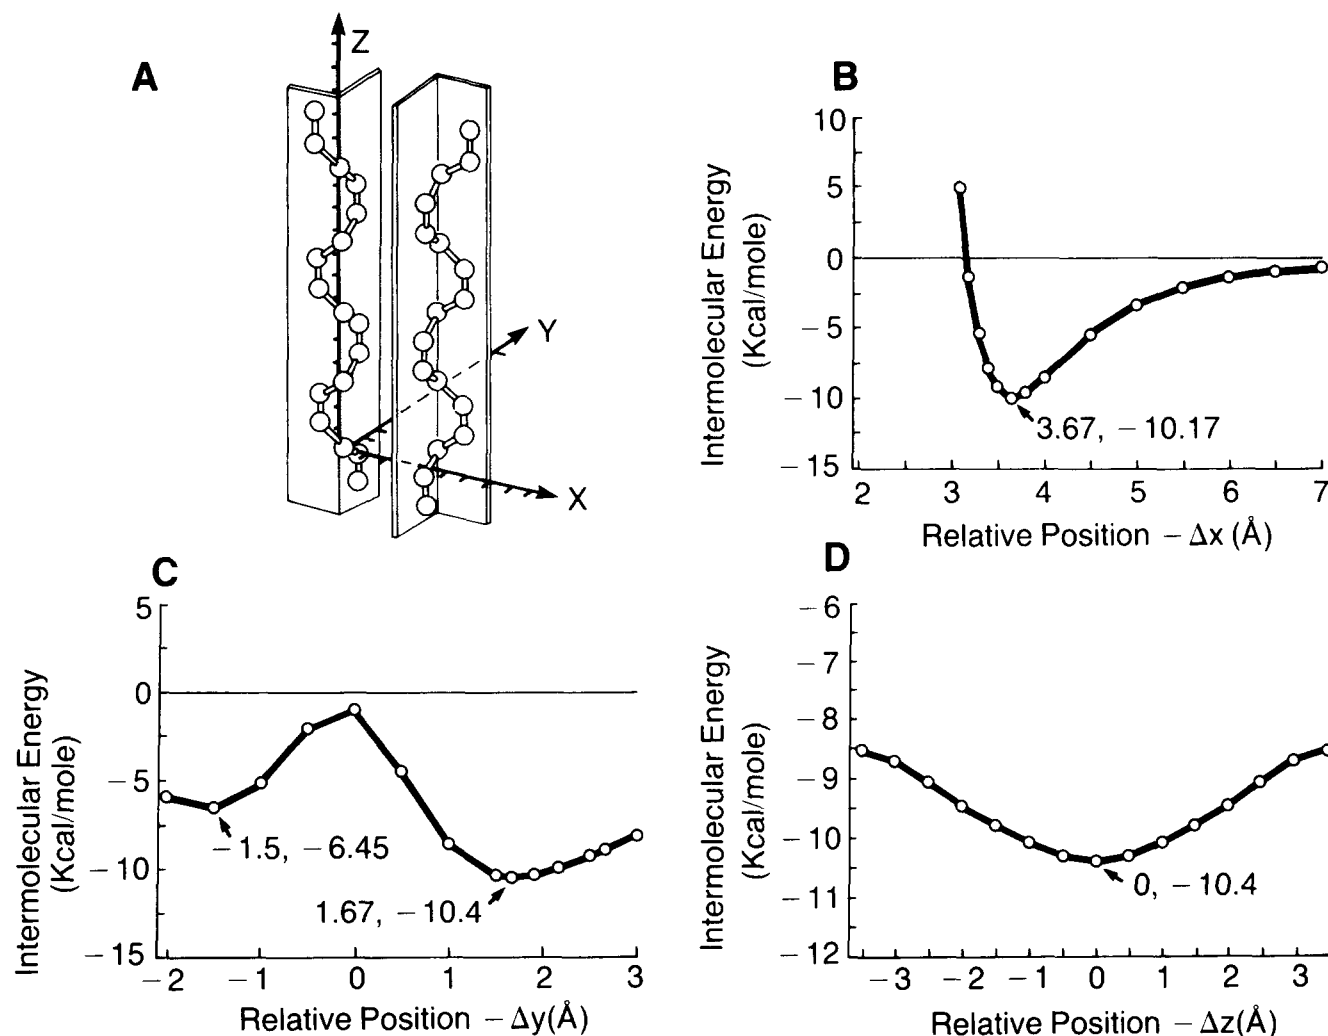 A
Z
Y
X
B
Intermolecular Energy
(Kcal/mole)
10
5
0
−5
−10
−15
3.67, −10.17
2 3 4 5 6 7
Relative Position − Δx (Å)
C
Intermolecular Energy
(Kcal/mole)
5
0
−5
−10
−15
−1.5, −6.45
1.67, −10.4
−2 −1 0 1 2 3
Relative Position − Δy(Å)
D
Intermolecular Energy
(Kcal/mole)
−6
−7
−8
−9
−10
−11
−12
0, −10.4
−3 −2 −1 0 1 2 3
Relative Position − Δz(Å)